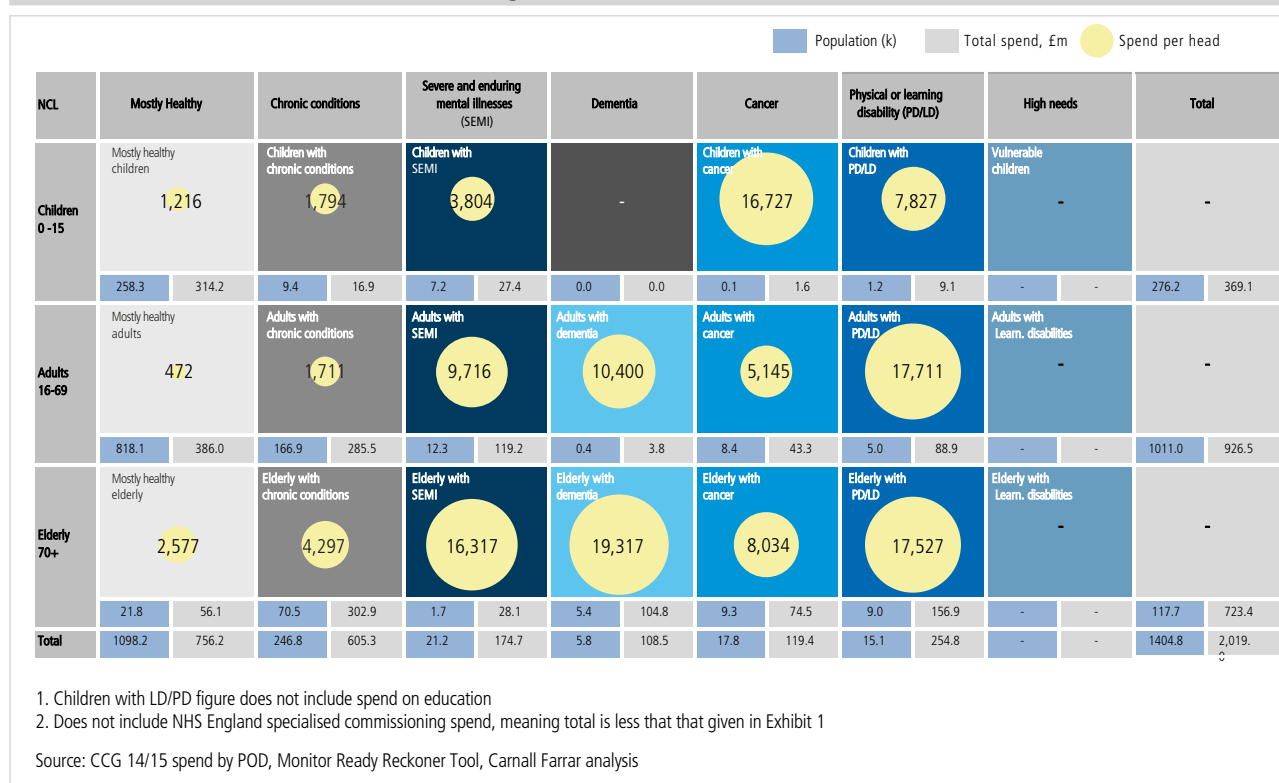 Population (k) Total spend, £m Spend per head
NCL Mostly Healthy Chronic conditions Severe and enduring mental illnesses (SEMI) Dementia Cancer Physical or learning disability (PD/LD) High needs Total
Children 0 -15
Mostly healthy children
1,216
Children with chronic conditions
1,794
Children with SEMI
3,804
-
Children with cancer
16,727
Children with PD/LD
7,827
Vulnerable children
-
-
258.3 314.2 9.4 16.9 7.2 27.4 0.0 0.0 0.1 1.6 1.2 9.1 - - 276.2 369.1
Adults 16-69
Mostly healthy adults
472
Adults with chronic conditions
1,711
Adults with SEMI
9,716
Adults with dementia
10,400
Adults with cancer
5,145
Adults with PD/LD
17,711
Adults with Learn. disabilities
-
-
818.1 386.0 166.9 285.5 12.3 119.2 0.4 3.8 8.4 43.3 5.0 88.9 - - 1011.0 926.5
Elderly 70+
Mostly healthy elderly
2,577
Elderly with chronic conditions
4,297
Elderly with SEMI
16,317
Elderly with dementia
19,317
Elderly with cancer
8,034
Elderly with PD/LD
17,527
Elderly with Learn. disabilities
-
-
21.8 56.1 70.5 302.9 1.7 28.1 5.4 104.8 9.3 74.5 9.0 156.9 - - 117.7 723.4
Total 1098.2 756.2 246.8 605.3 21.2 174.7 5.8 108.5 17.8 119.4 15.1 254.8 - - 1404.8 2,019.
1. Children with LD/PD figure does not include spend on education
2. Does not include NHS England specialised commissioning spend, meaning total is less that that given in Exhibit 1
Source: CCG 14/15 spend by POD, Monitor Ready Reckoner Tool, Carnall Farrar analysis